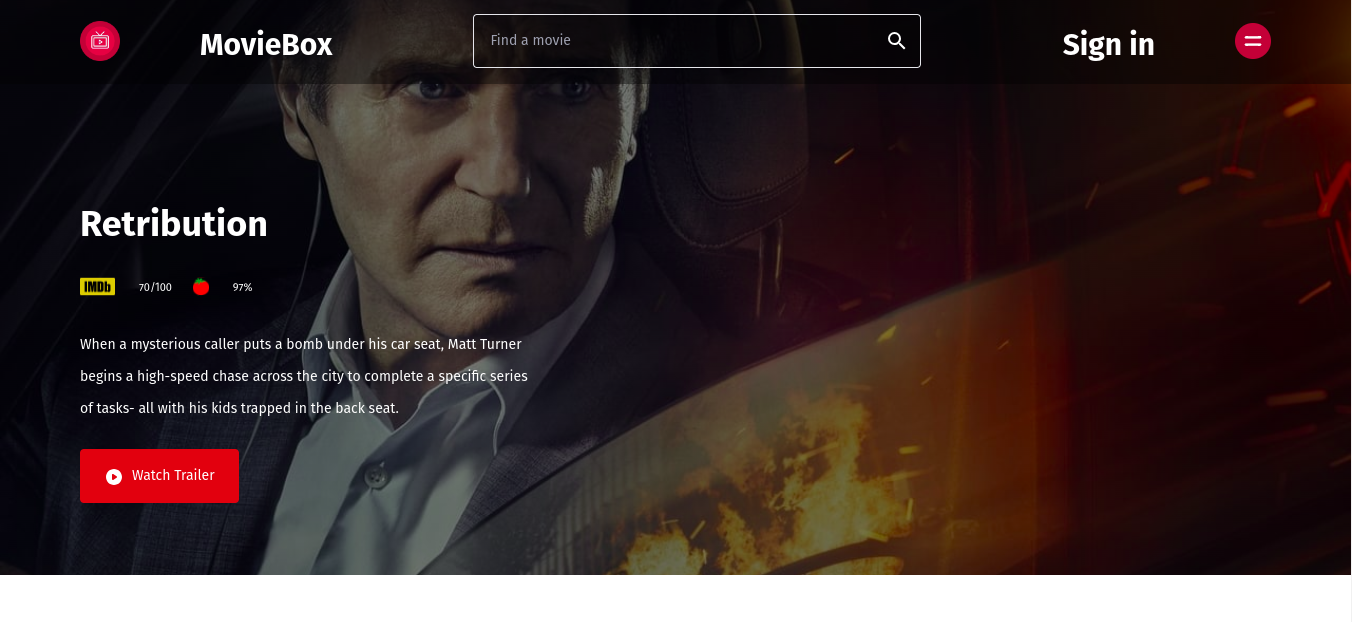 MovieBox
Find a movie
Sign in
Retribution
IMDb 70/100 97%
When a mysterious caller puts a bomb under his car seat, Matt Turner
begins a high-speed chase across the city to complete a specific series
of tasks- all with his kids trapped in the back seat.
Watch Trailer